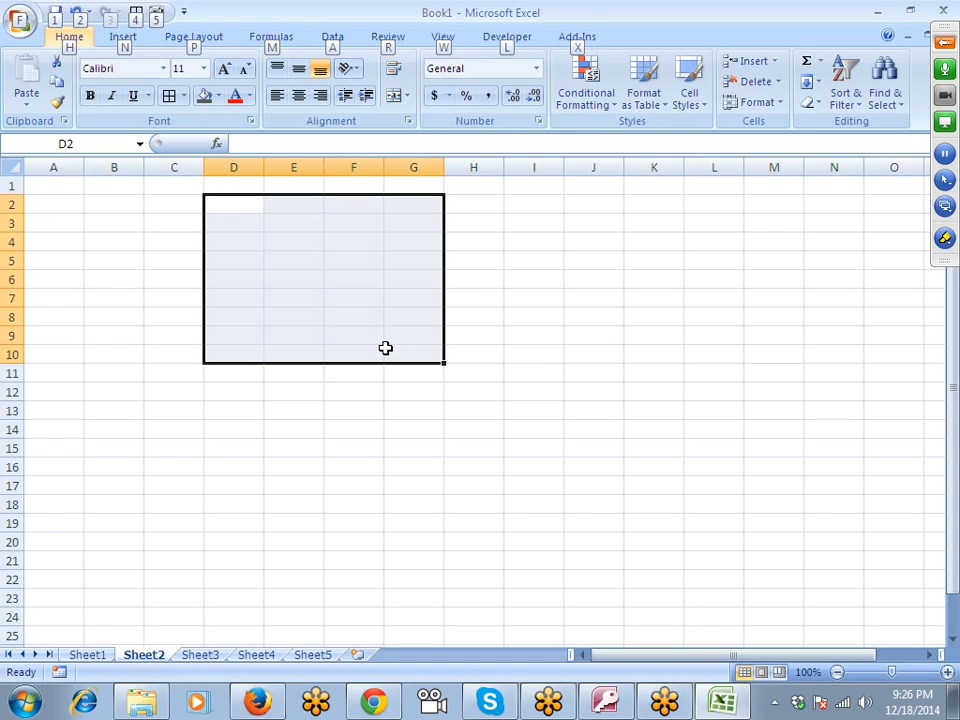 Book1 - Microsoft Excel
F 1 2 3 4 5
Home Insert Page Layout Formulas Data Review View Developer Add-Ins
H N P M A R W L X
Paste
Calibri 11 A A
B I U A
General
$ % , .0 .00 .00 .0
Conditional Formatting
Format as Table
Cell Styles
Insert
Delete
Format
Σ
Sort & Filter
Find & Select
Clipboard Font Alignment Number Styles Cells Editing
D2 fx
A B C D E F G H I J K L M N O
1
2
3
4
5
6
7
8
9
10
11
12
13
14
15
16
17
18
19
20
21
22
23
24
25
Sheet1 Sheet2 Sheet3 Sheet4 Sheet5
Ready 100%
9:26 PM
12/18/2014